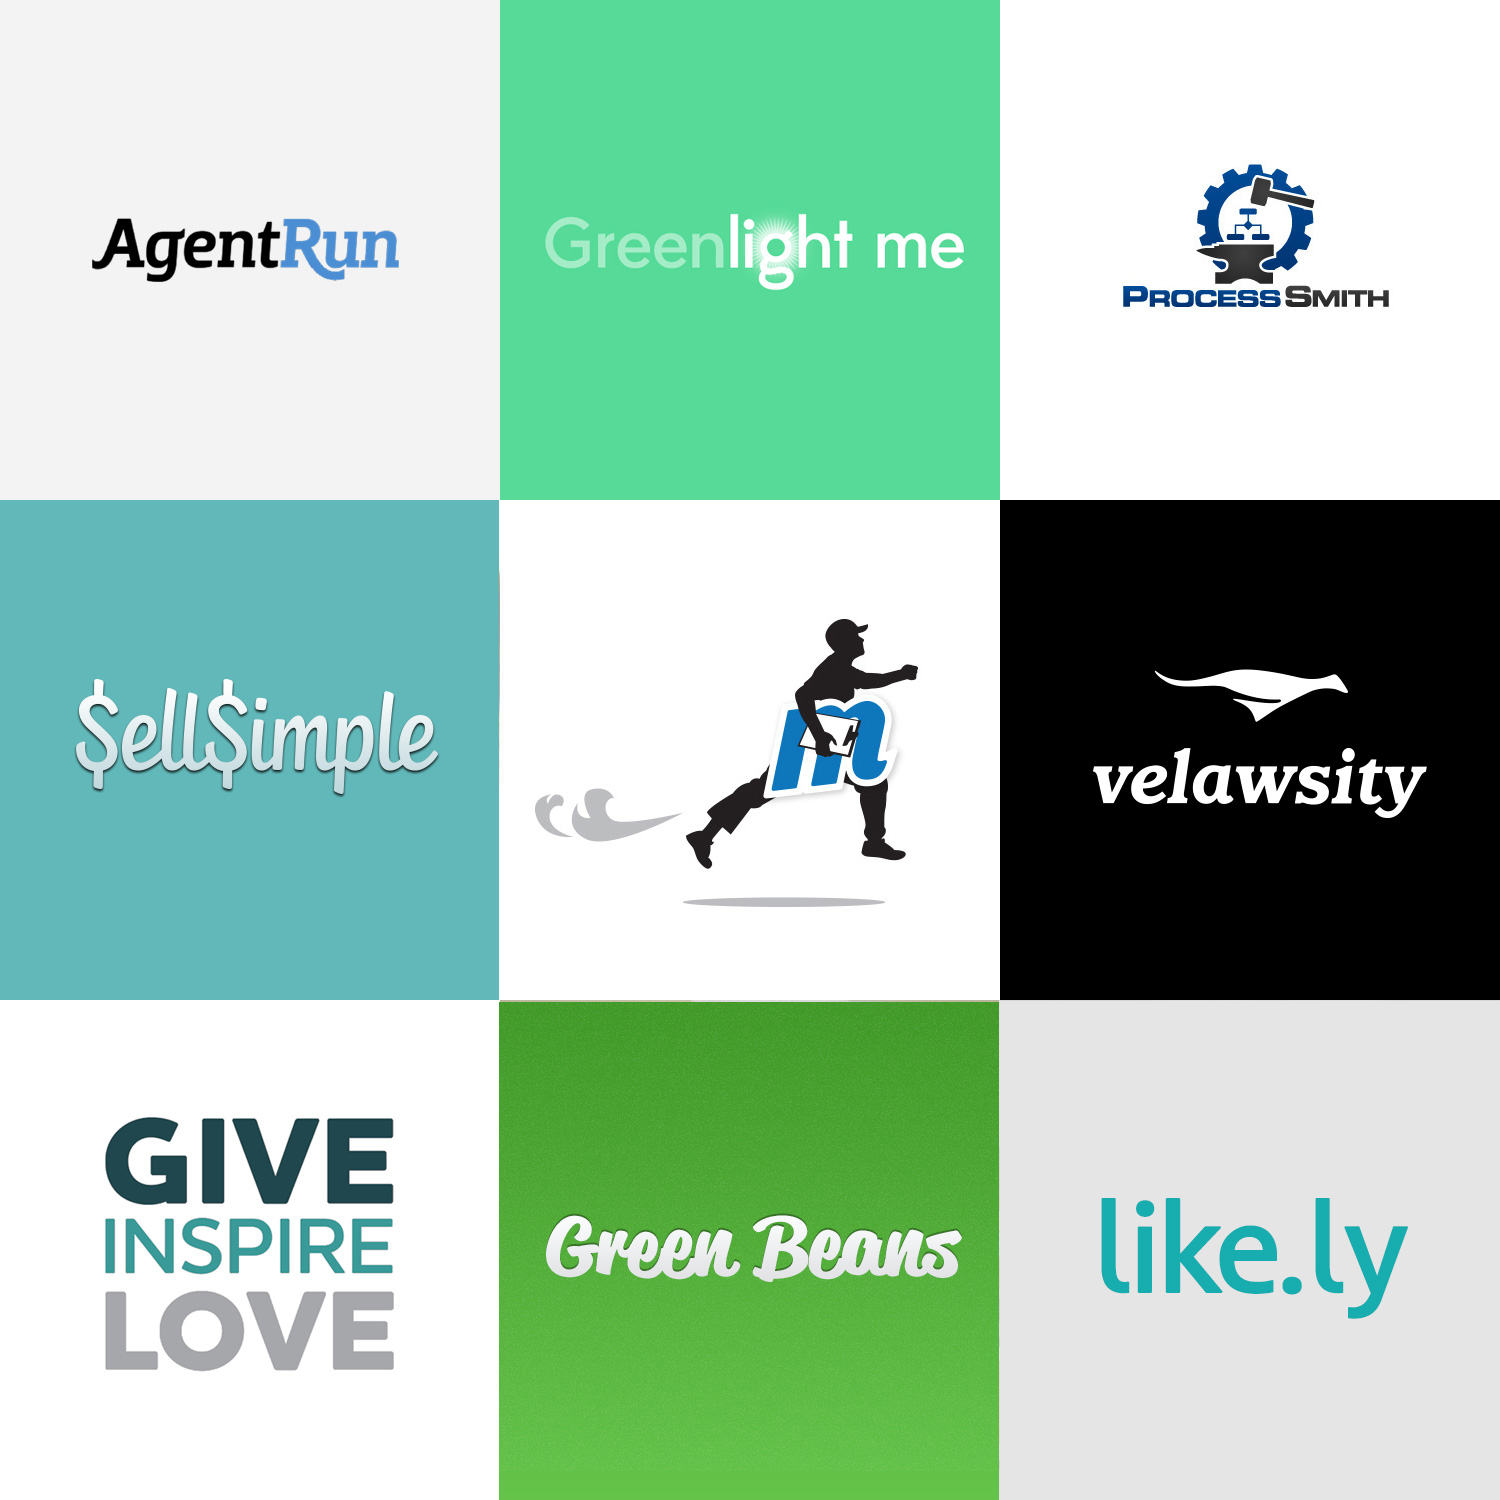 AgentRun
Greenlight me
PROCESS SMITH
$ell$imple
m
velawsity
GIVE
INSPIRE
LOVE
Green Beans
like.ly